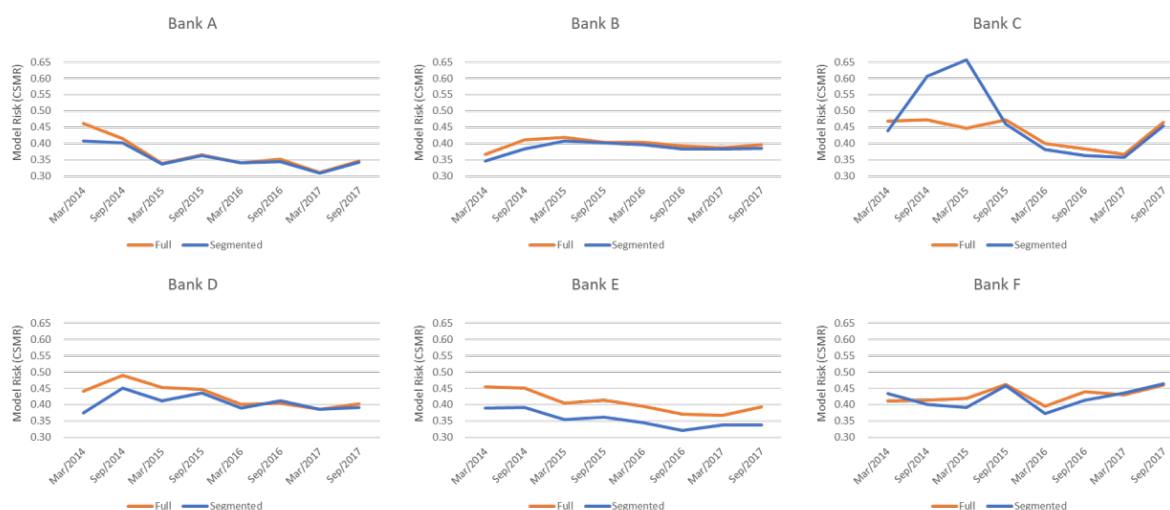 Bank A
Model Risk (CSMR)
0.65
0.60
0.55
0.50
0.45
0.40
0.35
0.30
Mar/2014
Sep/2014
Mar/2015
Sep/2015
Mar/2016
Sep/2016
Mar/2017
Sep/2017
Full
Segmented
Bank B
Model Risk (CSMR)
0.65
0.60
0.55
0.50
0.45
0.40
0.35
0.30
Mar/2014
Sep/2014
Mar/2015
Sep/2015
Mar/2016
Sep/2016
Mar/2017
Sep/2017
Full
Segmented
Bank C
Model Risk (CSMR)
0.65
0.60
0.55
0.50
0.45
0.40
0.35
0.30
Mar/2014
Sep/2014
Mar/2015
Sep/2015
Mar/2016
Sep/2016
Mar/2017
Sep/2017
Full
Segmented
Bank D
Model Risk (CSMR)
0.65
0.60
0.55
0.50
0.45
0.40
0.35
0.30
Mar/2014
Sep/2014
Mar/2015
Sep/2015
Mar/2016
Sep/2016
Mar/2017
Sep/2017
Full
Segmented
Bank E
Model Risk (CSMR)
0.65
0.60
0.55
0.50
0.45
0.40
0.35
0.30
Mar/2014
Sep/2014
Mar/2015
Sep/2015
Mar/2016
Sep/2016
Mar/2017
Sep/2017
Full
Segmented
Bank F
Model Risk (CSMR)
0.65
0.60
0.55
0.50
0.45
0.40
0.35
0.30
Mar/2014
Sep/2014
Mar/2015
Sep/2015
Mar/2016
Sep/2016
Mar/2017
Sep/2017
Full
Segmented